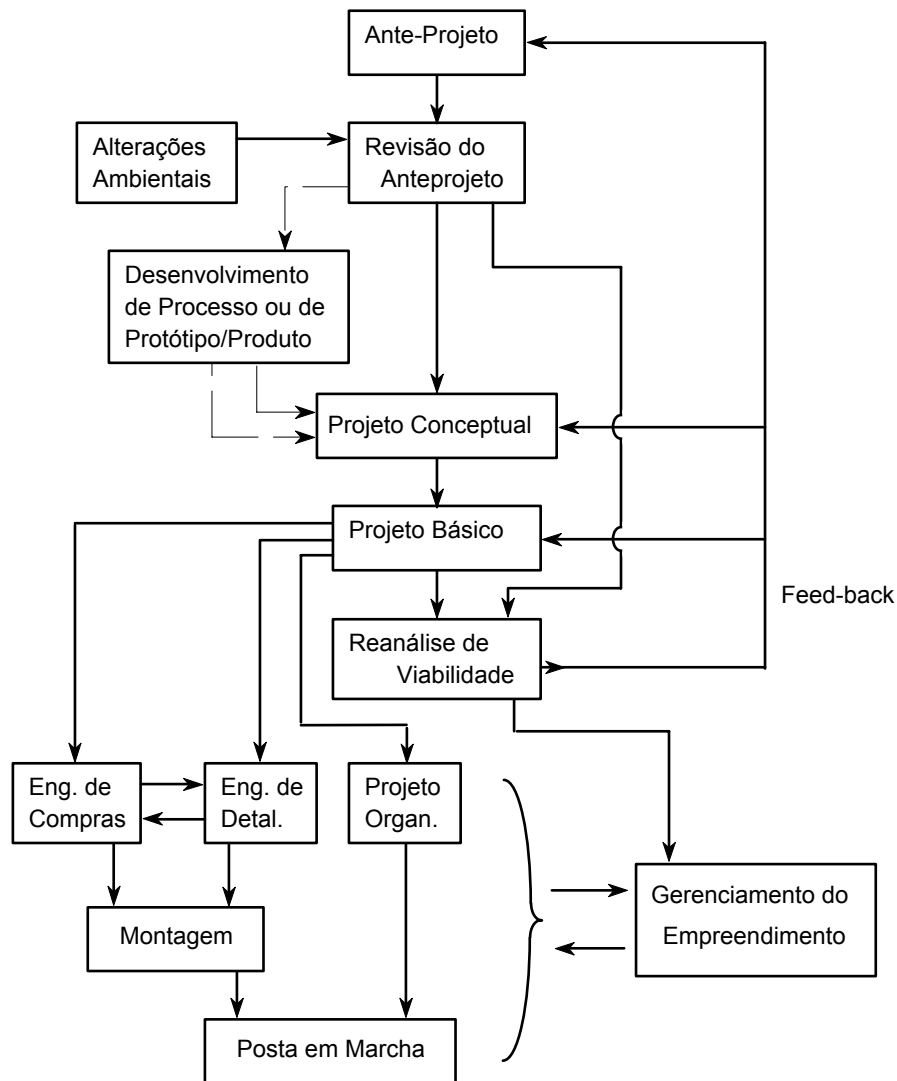 Ante-Projeto
Alterações
Ambientais
Revisão do
Anteprojeto
Desenvolvimento
de Processo ou de
Protótipo/Produto
Projeto Conceptual
Projeto Básico
Feed-back
Reanálise de
Viabilidade
Eng. de
Compras
Eng. de
Detal.
Projeto
Organ.
Gerenciamento do
Empreendimento
Montagem
Posta em Marcha